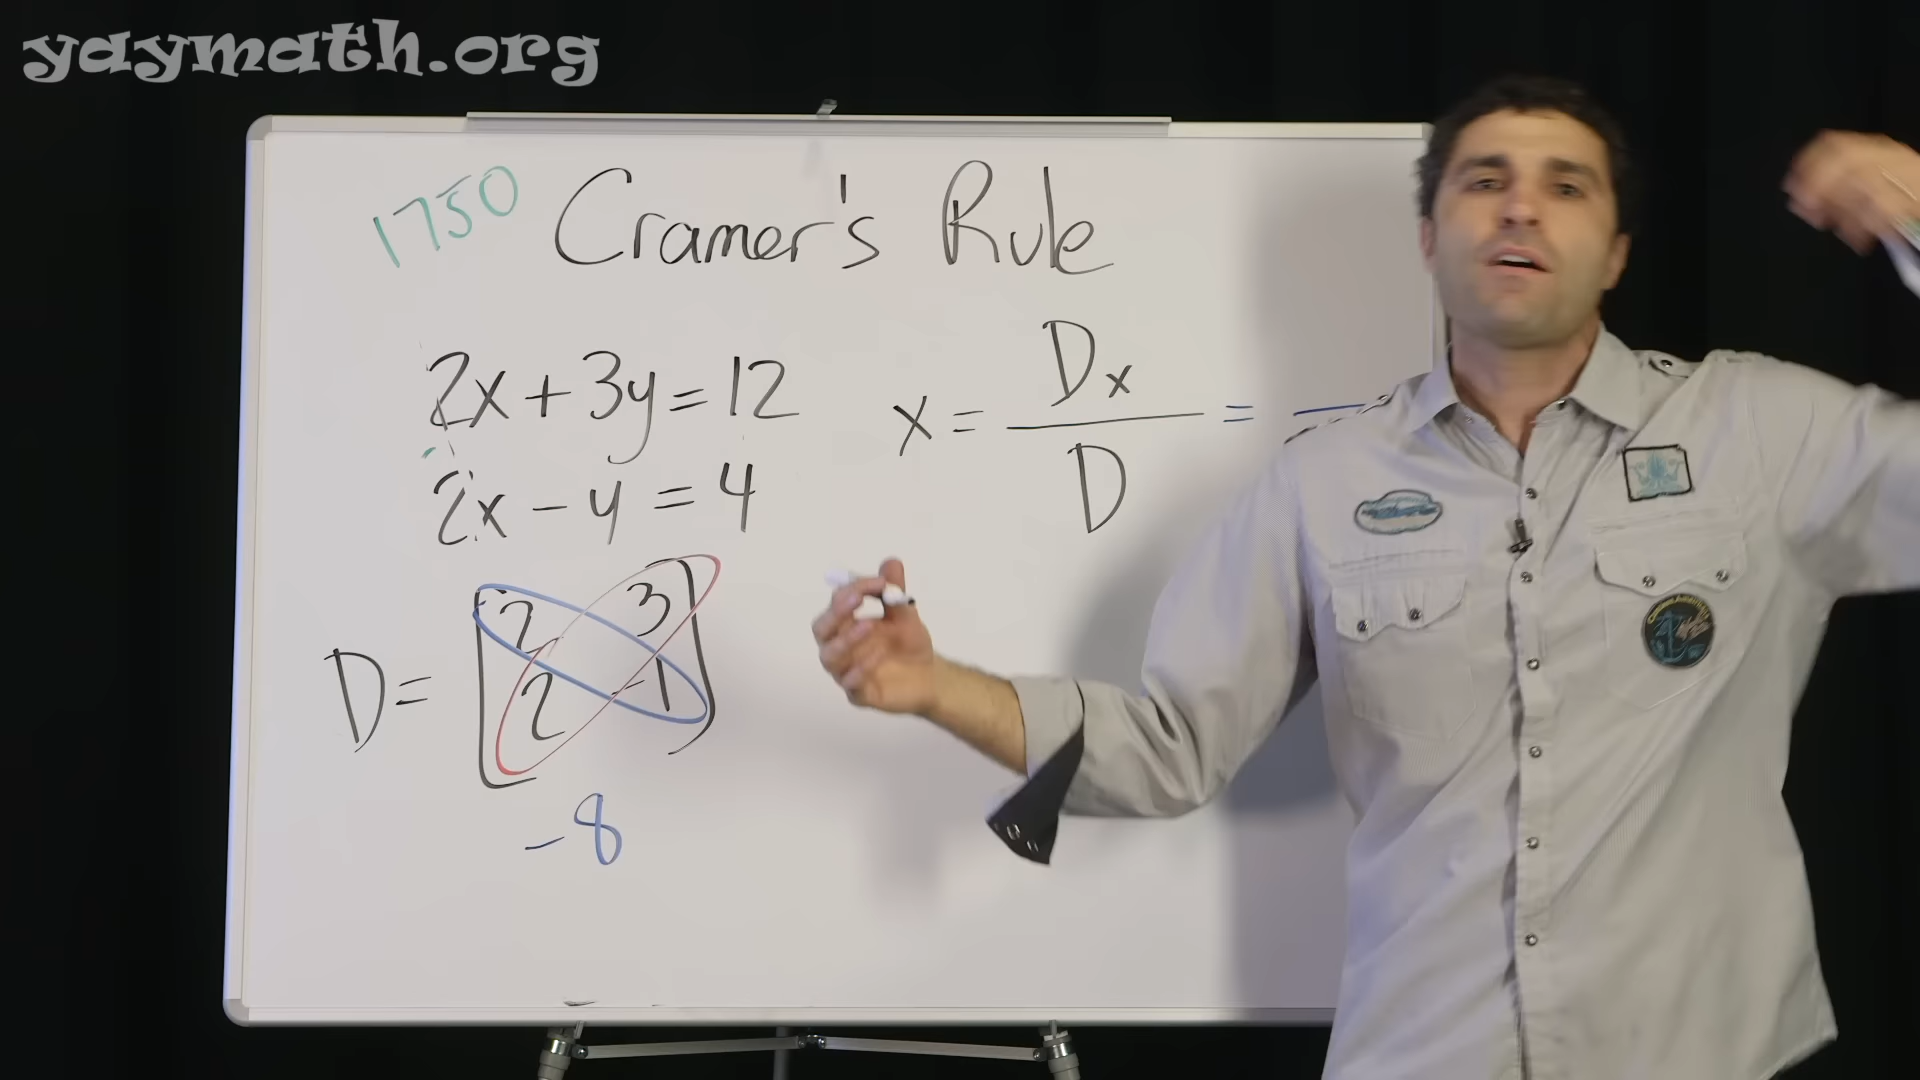 yaymath.org
1750 Cramer's Rule
2x + 3y = 12
2x - y = 4
x = Dx / D =
D = [2 3
2 -1]
-8